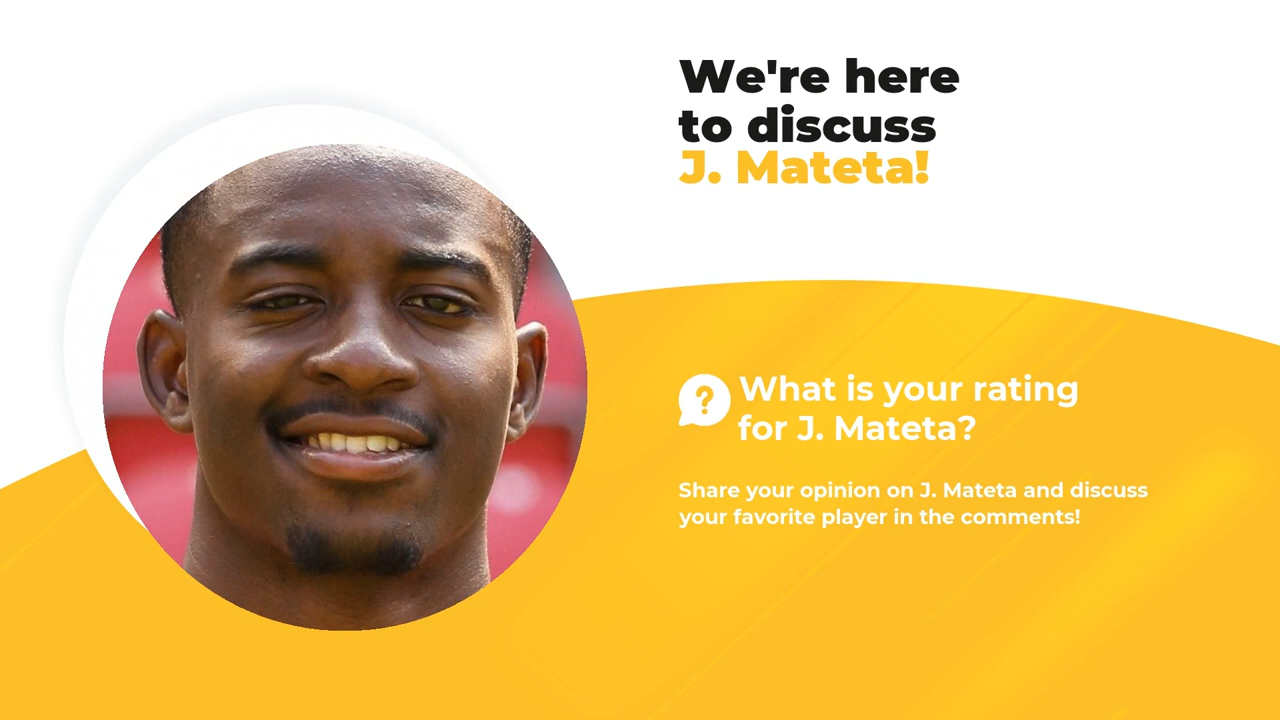 We're here
to discuss
J. Mateta!
What is your rating
for J. Mateta?
Share your opinion on J. Mateta and discuss
your favorite player in the comments!